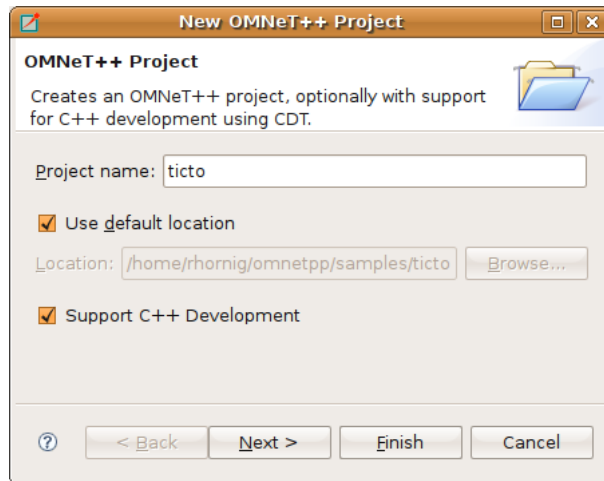 New OMNeT++ Project
OMNeT++ Project
Creates an OMNeT++ project, optionally with support
for C++ development using CDT.
Project name: ticto
Use default location
Location: /home/rhornig/omnetpp/samples/ticto Browse...
Support C++ Development
? < Back Next > Finish Cancel